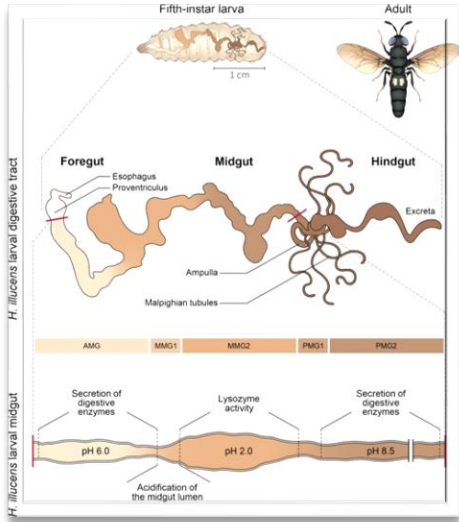 Fifth-instar larva
Adult
1 cm
Foregut
Midgut
Hindgut
Esophagus
Proventriculus
Excreta
Ampulla
Malpighian tubules
H. illucens larval digestive tract
AMG
MMG1
MMG2
PMG1
PMG2
Secretion of
digestive
enzymes
Lysozyme
activity
Secretion of
digestive
enzymes
pH 6.0
pH 2.0
pH 8.5
Acidification of
the midgut lumen
H. illucens larval midgut